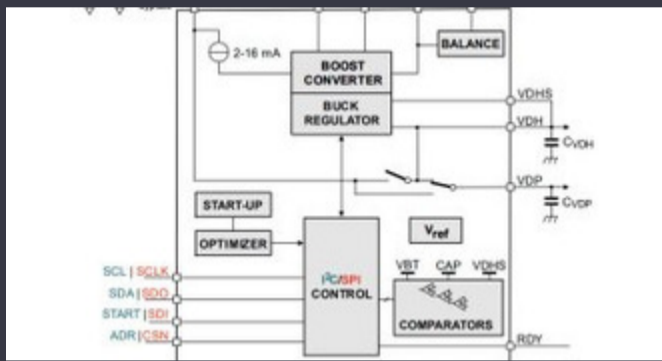 2-16 mA
BALANCE
BOOST
CONVERTER
BUCK
REGULATOR
VDHS
VDH
CVDH
VDP
CVDP
START-UP
OPTIMIZER
Vref
SCL | SCLK
SDA | SDO
START | SDI
ADR | CSN
I²C/SPI
CONTROL
VBT CAP VDHS
COMPARATORS
RDY